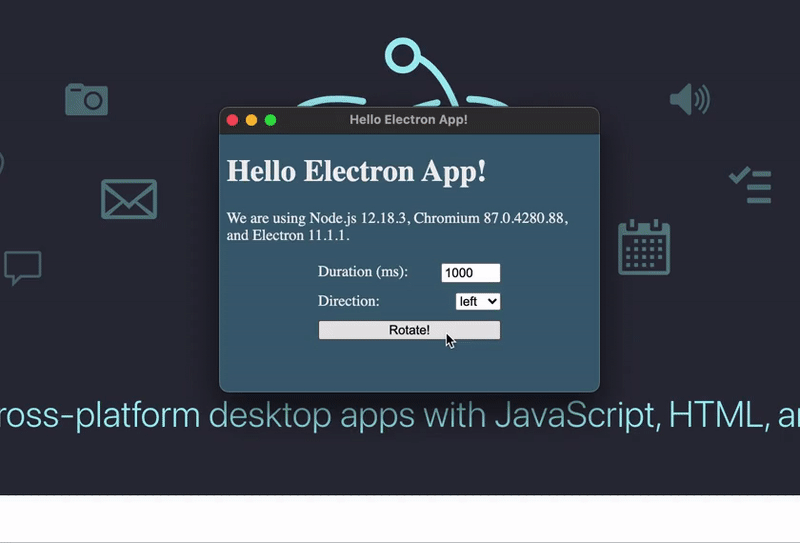 Hello Electron App!
Hello Electron App!
We are using Node.js 12.18.3, Chromium 87.0.4280.88,
and Electron 11.1.1.
Duration (ms): 1000
Direction: left
Rotate!
ross-platform desktop apps with JavaScript, HTML, a